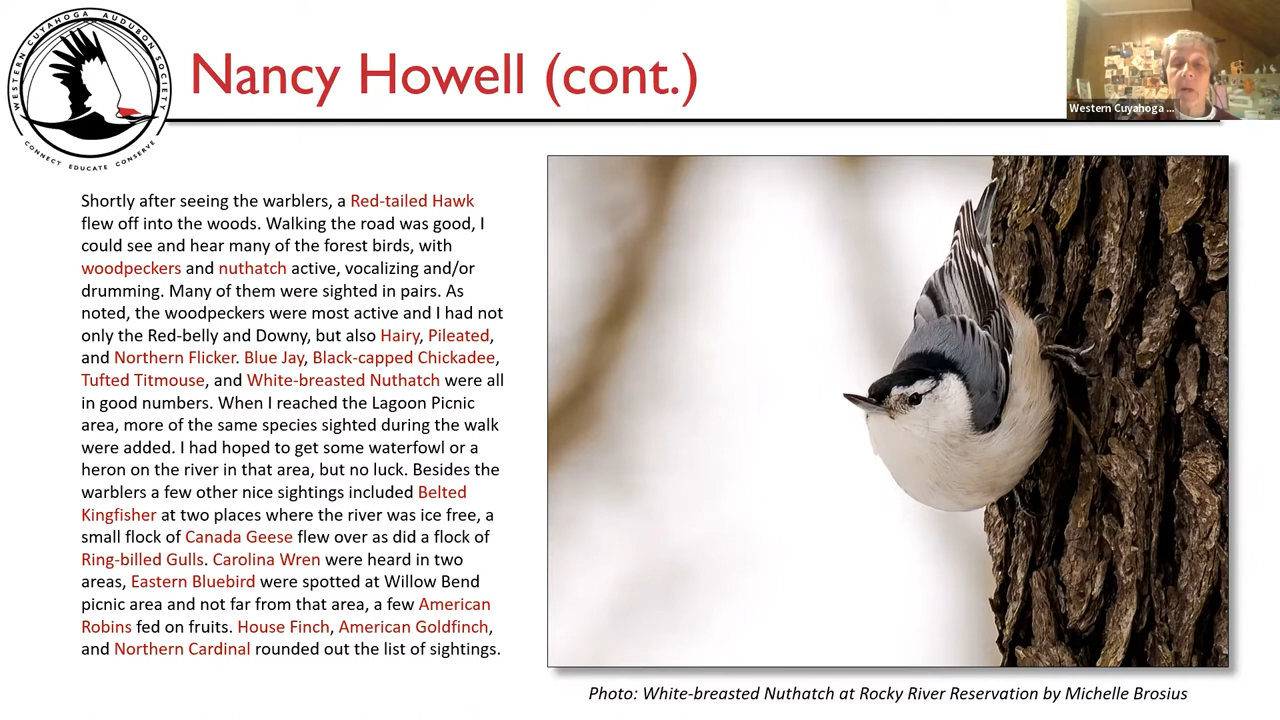 WESTERN CUYAHOGA AUDUBON SOCIETY
CONNECT EDUCATE CONSERVE
Nancy Howell (cont.)
Western Cuyahoga ...
Shortly after seeing the warblers, a Red-tailed Hawk
flew off into the woods. Walking the road was good, I
could see and hear many of the forest birds, with
woodpeckers and nuthatch active, vocalizing and/or
drumming. Many of them were sighted in pairs. As
noted, the woodpeckers were most active and I had not
only the Red-belly and Downy, but also Hairy, Pileated,
and Northern Flicker. Blue Jay, Black-capped Chickadee,
Tufted Titmouse, and White-breasted Nuthatch were all
in good numbers. When I reached the Lagoon Picnic
area, more of the same species sighted during the walk
were added. I had hoped to get some waterfowl or a
heron on the river in that area, but no luck. Besides the
warblers a few other nice sightings included Belted
Kingfisher at two places where the river was ice free, a
small flock of Canada Geese flew over as did a flock of
Ring-billed Gulls. Carolina Wren were heard in two
areas, Eastern Bluebird were spotted at Willow Bend
picnic area and not far from that area, a few American
Robins fed on fruits. House Finch, American Goldfinch,
and Northern Cardinal rounded out the list of sightings.
Photo: White-breasted Nuthatch at Rocky River Reservation by Michelle Brosius